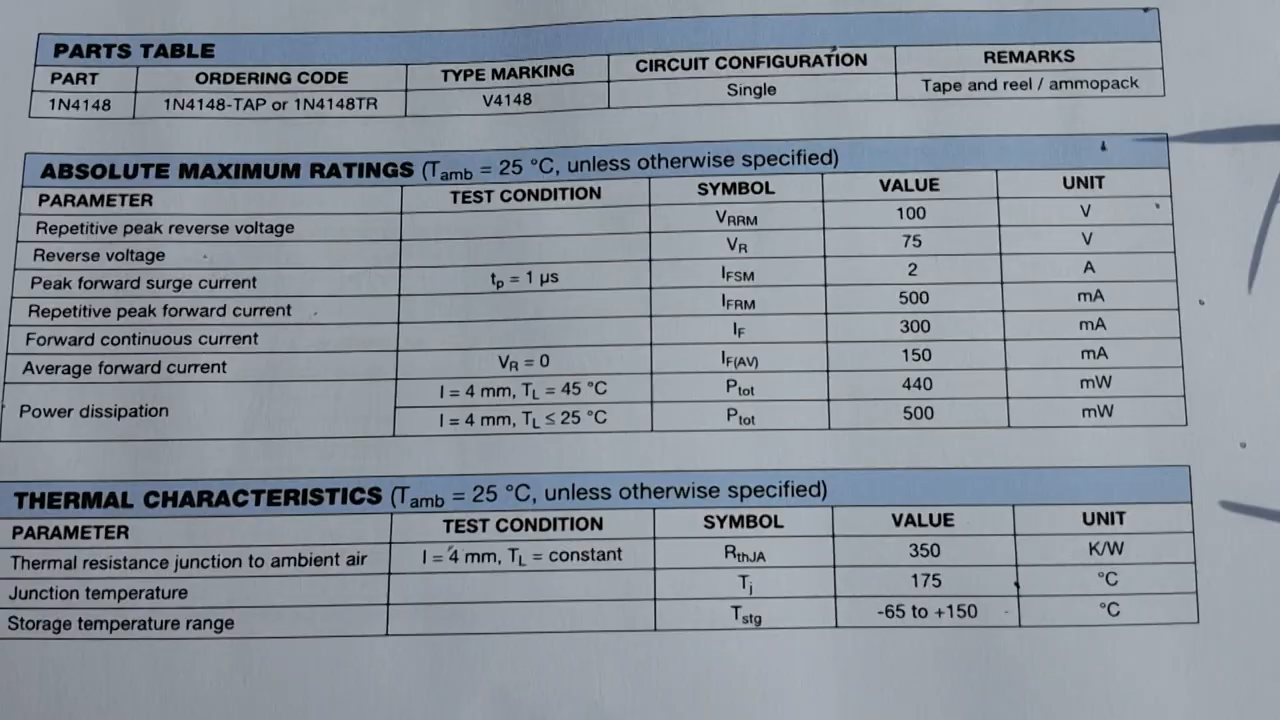 PARTS TABLE
PART ORDERING CODE TYPE MARKING CIRCUIT CONFIGURATION REMARKS
1N4148 1N4148-TAP or 1N4148TR V4148 Single Tape and reel / ammopack
ABSOLUTE MAXIMUM RATINGS (Tamb = 25 °C, unless otherwise specified)
PARAMETER TEST CONDITION SYMBOL VALUE UNIT
Repetitive peak reverse voltage VRRM 100 V
Reverse voltage VR 75 V
Peak forward surge current tp = 1 µs IFSM 2 A
Repetitive peak forward current IFRM 500 mA
Forward continuous current IF 300 mA
Average forward current VR = 0 IF(AV) 150 mA
Power dissipation l = 4 mm, TL = 45 °C Ptot 440 mW
l = 4 mm, TL ≤ 25 °C Ptot 500 mW
THERMAL CHARACTERISTICS (Tamb = 25 °C, unless otherwise specified)
PARAMETER TEST CONDITION SYMBOL VALUE UNIT
Thermal resistance junction to ambient air l = 4 mm, TL = constant RthJA 350 K/W
Junction temperature Tj 175 °C
Storage temperature range Tstg -65 to +150 °C